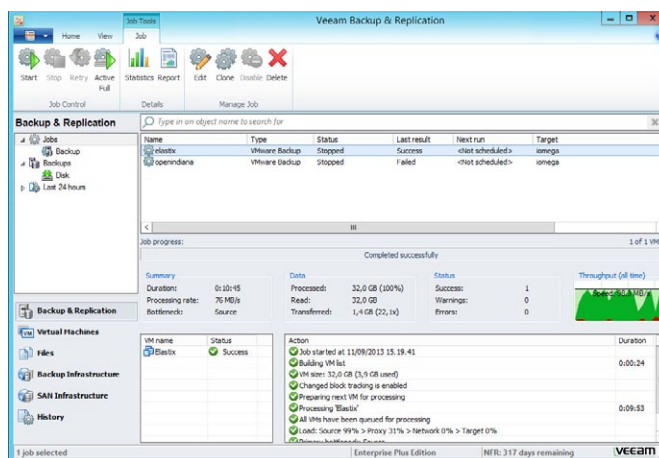 Job Tools
Veeam Backup & Replication
Home View Job
Start Stop Retry Active Full Statistics Report Edit Clone Disable Delete
Job Control Details Manage Job
Backup & Replication
Type in an object name to search for
Jobs
Backup
Backups
Disk
Last 24 hours
Name Type Status Last result Next run Target
elastix VMware Backup Stopped Success <Not scheduled> iomega
openindiana VMware Backup Stopped Failed <Not scheduled> iomega
Job progress: 1 of 1 VM
Completed successfully
Summary Data Status Throughput (all time)
Duration: 0:10:45 Processed: 32,0 GB (100%) Success: 1
Processing rate: 76 MB/s Read: 32,0 GB Warnings: 0
Bottleneck: Source Transferred: 1,4 GB (22,1x) Errors: 0
Backup & Replication
Virtual Machines
Files
Backup Infrastructure
SAN Infrastructure
History
VM name Status
Elastix Success
Action Duration
Job started at 11/09/2013 15.19.41
Building VM list 0:00:24
VM size: 32,0 GB (3,9 GB used)
Changed block tracking is enabled
Preparing next VM for processing
Processing 'Elastix' 0:09:53
All VMs have been queued for processing
Load: Source 99% > Proxy 31% > Network 0% > Target 0%
Primary bottleneck: Source
1 job selected Enterprise Plus Edition NFR: 317 days remaining veeam